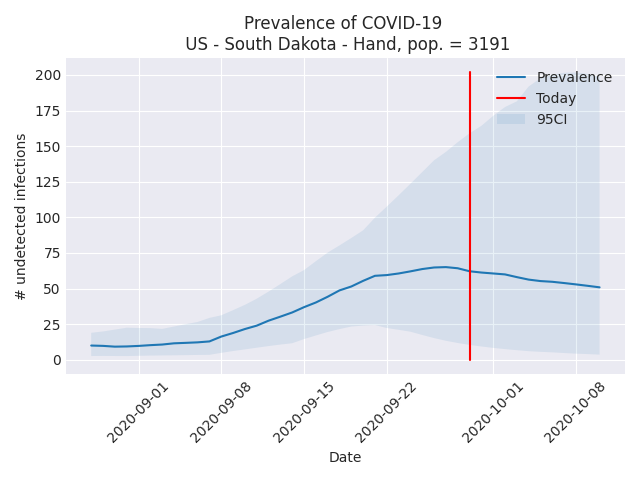 Prevalence of COVID-19
US - South Dakota - Hand, pop. = 3191
# undetected infections
200
175
150
125
100
75
50
25
0
Prevalence
Today
95CI
2020-09-01
2020-09-08
2020-09-15
2020-09-22
2020-10-01
2020-10-08
Date